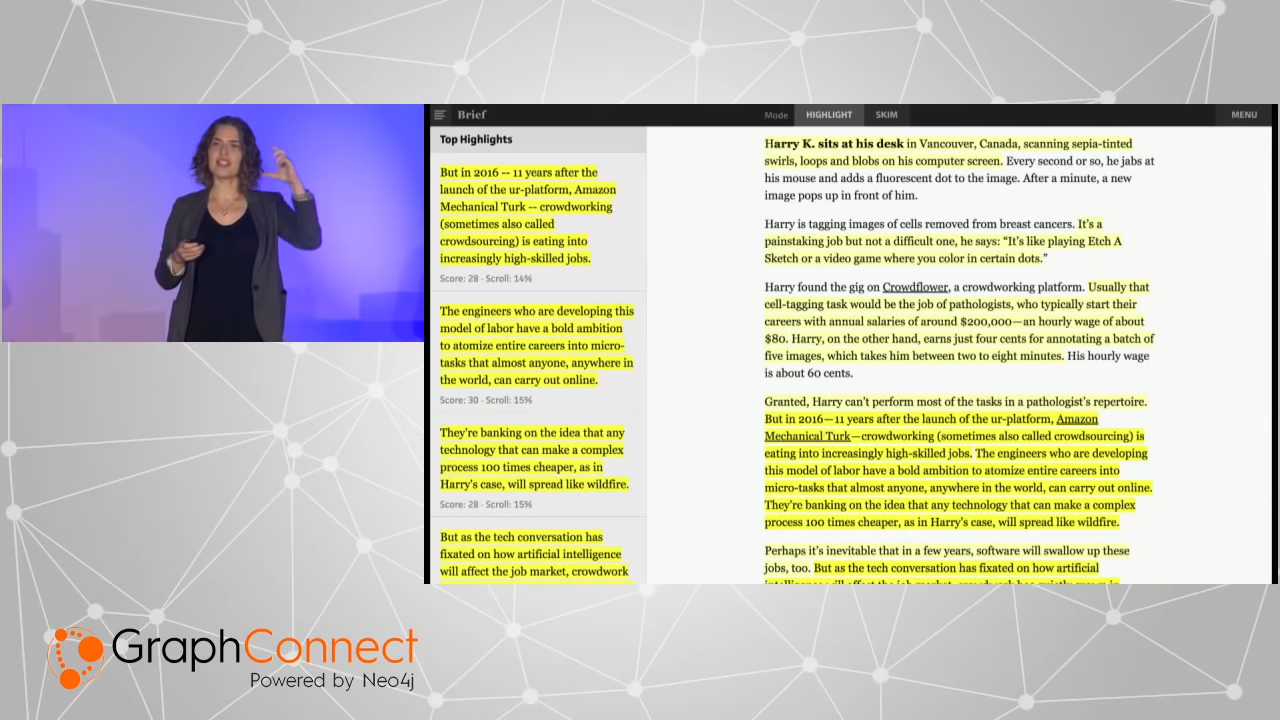 Brief
Mode HIGHLIGHT SKIM
MENU
Top Highlights
But in 2016 -- 11 years after the
launch of the ur-platform, Amazon
Mechanical Turk -- crowdworking
(sometimes also called
crowdsourcing) is eating into
increasingly high-skilled jobs.
Score: 28 - Scroll: 14%
The engineers who are developing this
model of labor have a bold ambition
to atomize entire careers into micro-
tasks that almost anyone, anywhere in
the world, can carry out online.
Score: 30 - Scroll: 15%
They're banking on the idea that any
technology that can make a complex
process 100 times cheaper, as in
Harry's case, will spread like wildfire.
Score: 28 - Scroll: 15%
But as the tech conversation has
fixated on how artificial intelligence
will affect the job market, crowdwork
Harry K. sits at his desk in Vancouver, Canada, scanning sepia-tinted
swirls, loops and blobs on his computer screen. Every second or so, he jabs at
his mouse and adds a fluorescent dot to the image. After a minute, a new
image pops up in front of him.
Harry is tagging images of cells removed from breast cancers. It's a
painstaking job but not a difficult one, he says: “It's like playing Etch A
Sketch or a video game where you color in certain dots.”
Harry found the gig on Crowdflower, a crowdworking platform. Usually that
cell-tagging task would be the job of pathologists, who typically start their
careers with annual salaries of around $200,000—an hourly wage of about
$80. Harry, on the other hand, earns just four cents for annotating a batch of
five images, which takes him between two to eight minutes. His hourly wage
is about 60 cents.
Granted, Harry can't perform most of the tasks in a pathologist's repertoire.
But in 2016—11 years after the launch of the ur-platform, Amazon
Mechanical Turk—crowdworking (sometimes also called crowdsourcing) is
eating into increasingly high-skilled jobs. The engineers who are developing
this model of labor have a bold ambition to atomize entire careers into
micro-tasks that almost anyone, anywhere in the world, can carry out online.
They're banking on the idea that any technology that can make a complex
process 100 times cheaper, as in Harry's case, will spread like wildfire.
Perhaps it's inevitable that in a few years, software will swallow up these
jobs, too. But as the tech conversation has fixated on how artificial
GraphConnect
Powered by Neo4j